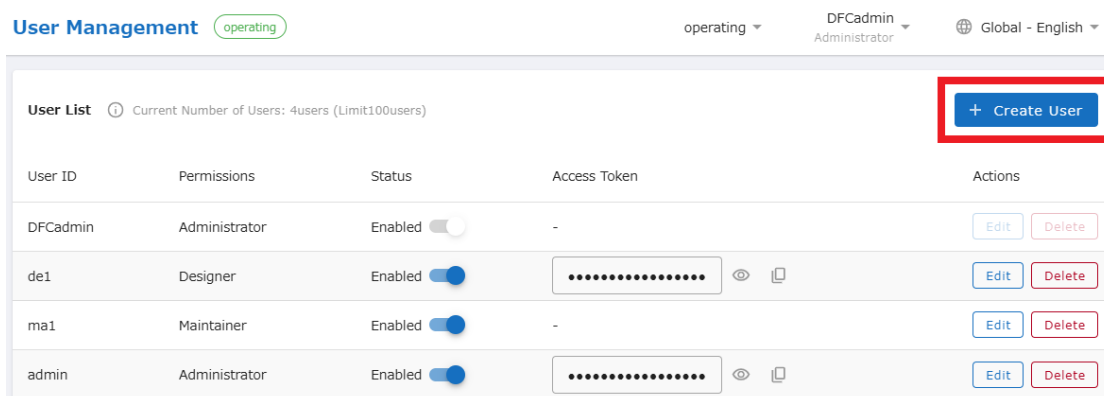 User Management operating operating DFCadmin Administrator Global - English
User List Current Number of Users: 4users (Limit100users) + Create User
User ID Permissions Status Access Token Actions
DFCadmin Administrator Enabled - Edit Delete
de1 Designer Enabled ••••••••••••••••• Edit Delete
ma1 Maintainer Enabled - Edit Delete
admin Administrator Enabled ••••••••••••••••• Edit Delete